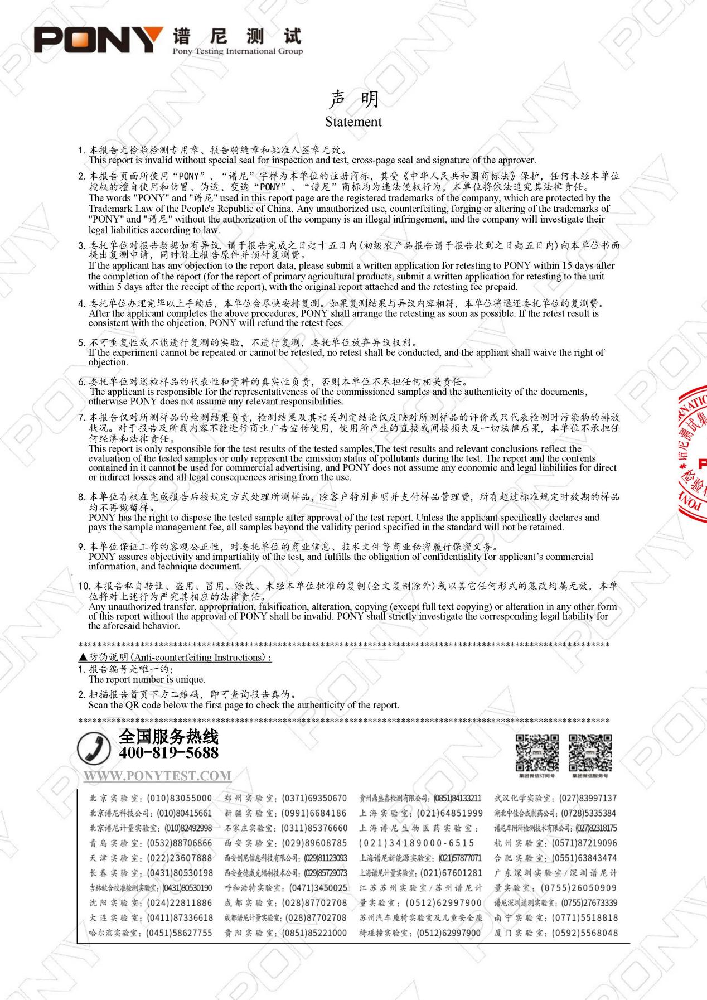 PONY 谱尼测试
Pony Testing International Group
声 明
Statement
1. 本报告无检验检测专用章、报告骑缝章和批准人签章无效。
This report is invalid without special seal for inspection and test, cross-page seal and signature of the approver.
2. 本报告页面所使用“PONY”、“谱尼”字样为本单位的注册商标，其受《中华人民共和国商标法》保护，任何未经本单位
授权的擅自使用和仿冒、伪造、变造“PONY”、“谱尼”商标均为违法侵权行为，本单位将依法追究其法律责任。
The words "PONY" and "谱尼" used in this report page are the registered trademarks of the company, which are protected by the
Trademark Law of the People's Republic of China. Any unauthorized use, counterfeiting, forging or altering of the trademarks of
"PONY" and "谱尼" without the authorization of the company is an illegal infringement, and the company will investigate their
legal liabilities according to law.
3. 委托单位对报告数据如有异议，请于报告完成之日起十五日内(初级农产品报告请于报告收到之日起五日内)向本单位书面
提出复测申请，同时附上报告原件并预付复测费。
If the applicant has any objection to the report data, please submit a written application for retesting to PONY within 15 days after
the completion of the report (for the report of primary agricultural products, submit a written application for retesting to the unit
within 5 days after the receipt of the report), with the original report attached and the retesting fee prepaid.
4. 委托单位办理完毕以上手续后，本单位会尽快安排复测。如果复测结果与异议内容相符，本单位将退还委托单位的复测费。
After the applicant completes the above procedures, PONY shall arrange the retesting as soon as possible. If the retest result is
consistent with the objection, PONY will refund the retest fees.
5. 不可重复性或不能进行复测的实验，不进行复测，委托单位放弃异议权利。
If the experiment cannot be repeated or cannot be retested, no retest shall be conducted, and the appliant shall waive the right of
objection.
6. 委托单位对送检样品的代表性和资料的真实性负责，否则本单位不承担任何相关责任。
The applicant is responsible for the representativeness of the commissioned samples and the authenticity of the documents,
otherwise PONY does not assume any relevant responsibilities.
7. 本报告仅对所测样品的检测结果负责，检测结果及其相关判定结论仅反映对所测样品的评价或只代表检测时污染物的排放
状况。对于报告及所载内容不能进行商业广告宣传使用，使用所产生的直接或间接损失及一切法律后果，本单位不承担任
何经济和法律责任。
This report is only responsible for the test results of the tested samples,The test results and relevant conclusions reflect the
evaluation of the tested samples or only represent the emission status of pollutants during the test. The report and the contents
contained in it cannot be used for commercial advertising, and PONY does not assume any economic and legal liabilities for direct
or indirect losses and all legal consequences arising from the use.
8. 本单位有权在完成报告后按规定方式处理所测样品，除客户特别声明并支付样品管理费，所有超过标准规定时效期的样品
均不再做留样。
PONY has the right to dispose the tested sample after approval of the test report. Unless the applicant specifically declares and
pays the sample management fee, all samples beyond the validity period specified in the standard will not be retained.
9. 本单位保证工作的客观公正性，对委托单位的商业信息、技术文件等商业秘密履行保密义务。
PONY assures objectivity and impartiality of the test, and fulfills the obligation of confidentiality for applicant’s commercial
information, and technique document.
10. 本报告私自转让、盗用、冒用、涂改、未经本单位批准的复制(全文复制除外)或以其它任何形式的篡改均属无效，本单
位将对上述行为严究其相应的法律责任。
Any unauthorized transfer, appropriation, falsification, alteration, copying (except full text copying) or alteration in any other form
of this report without the approval of PONY shall be invalid. PONY shall strictly investigate the corresponding legal liability for
the aforesaid behavior.
▲防伪说明(Anti-counterfeiting Instructions):
1. 报告编号是唯一的；
The report number is unique.
2. 扫描报告首页下方二维码，即可查询报告真伪。
Scan the QR code below the first page to check the authenticity of the report.
全国服务热线
400-819-5688
WWW.PONYTEST.COM
集团微信订阅号 集团微信服务号
北京实验室：(010)83055000 郑州实验室：(0371)69350670 贵州鼎盛鑫检测有限公司：(0851)84133211 武汉化学实验室：(027)83997137
北京谱尼科技公司：(010)80415661 新疆实验室：(0991)6684186 上海实验室：(021)64851999 湖北中佳合成制药公司：(0728)5335384
北京谱尼计量实验室：(010)82492998 石家庄实验室：(0311)85376660 上海谱尼生物医药实验室： 谱尼车附所检测技术有限公司：(027)82318175
青岛实验室：(0532)88706866 西安实验室：(029)89608785 (021)34189000-6515 杭州实验室：(0571)87219096
天津实验室：(022)23607888 西安创尼信息科技有限公司：(029)81123093 上海谱尼新能源实验室：(021)57877071 合肥实验室：(0551)63843474
长春实验室：(0431)80530198 西安查德威克辐射技术公司：(029)85729073 上海谱尼计量实验室：(021)67601281 广东深圳实验室/深圳谱尼计
吉林钛合校准检测实验室：(0431)80530190 呼和浩特实验室：(0471)3450025 江苏苏州实验室/苏州谱尼计 量实验室：(0755)26050909
沈阳实验室：(024)22811886 成都实验室：(028)87702708 量实验室：(0512)62997900 谱尼深圳通测实验室：(0755)27673339
大连实验室：(0411)87336618 成都谱尼计量实验室：(028)87702708 苏州汽车座椅实验室及儿童安全座 南宁实验室：(0771)5518818
哈尔滨实验室：(0451)58627755 贵阳实验室：(0851)85221000 椅碰撞实验室：(0512)62997900 厦门实验室：(0592)5568048